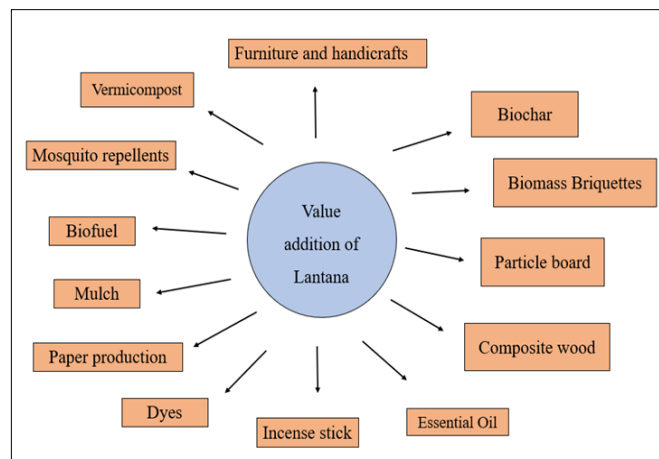 Furniture and handicrafts
Vermicompost
Biochar
Mosquito repellents
Biomass Briquettes
Value
addition of
Lantana
Biofuel
Particle board
Mulch
Paper production
Composite wood
Dyes
Incense stick
Essential Oil